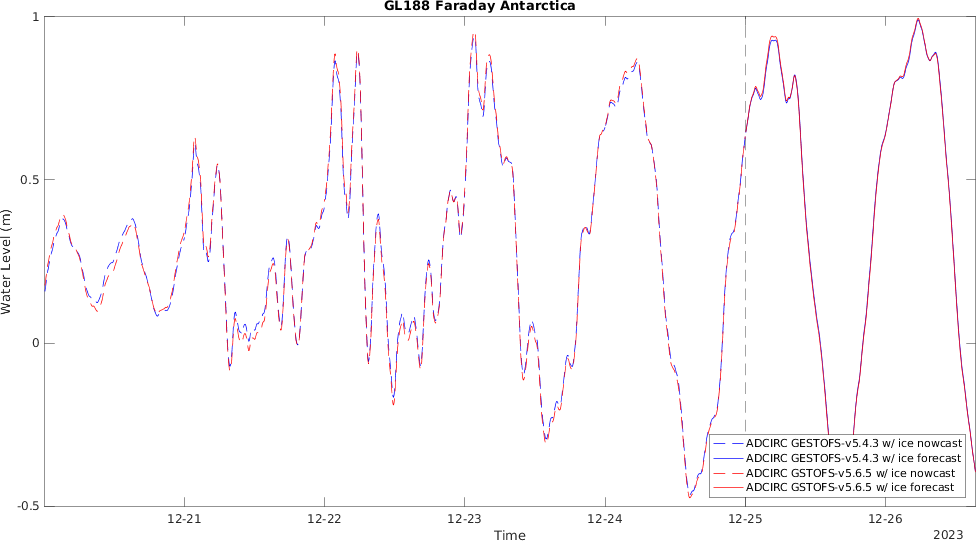 GL188 Faraday Antarctica
1
0.5
0
-0.5
Water Level (m)
ADCIRC GESTOFS-v5.4.3 w/ ice nowcast
ADCIRC GESTOFS-v5.4.3 w/ ice forecast
ADCIRC GSTOFS-v5.6.5 w/ ice nowcast
ADCIRC GSTOFS-v5.6.5 w/ ice forecast
12-21 12-22 12-23 12-24 12-25 12-26
Time
2023